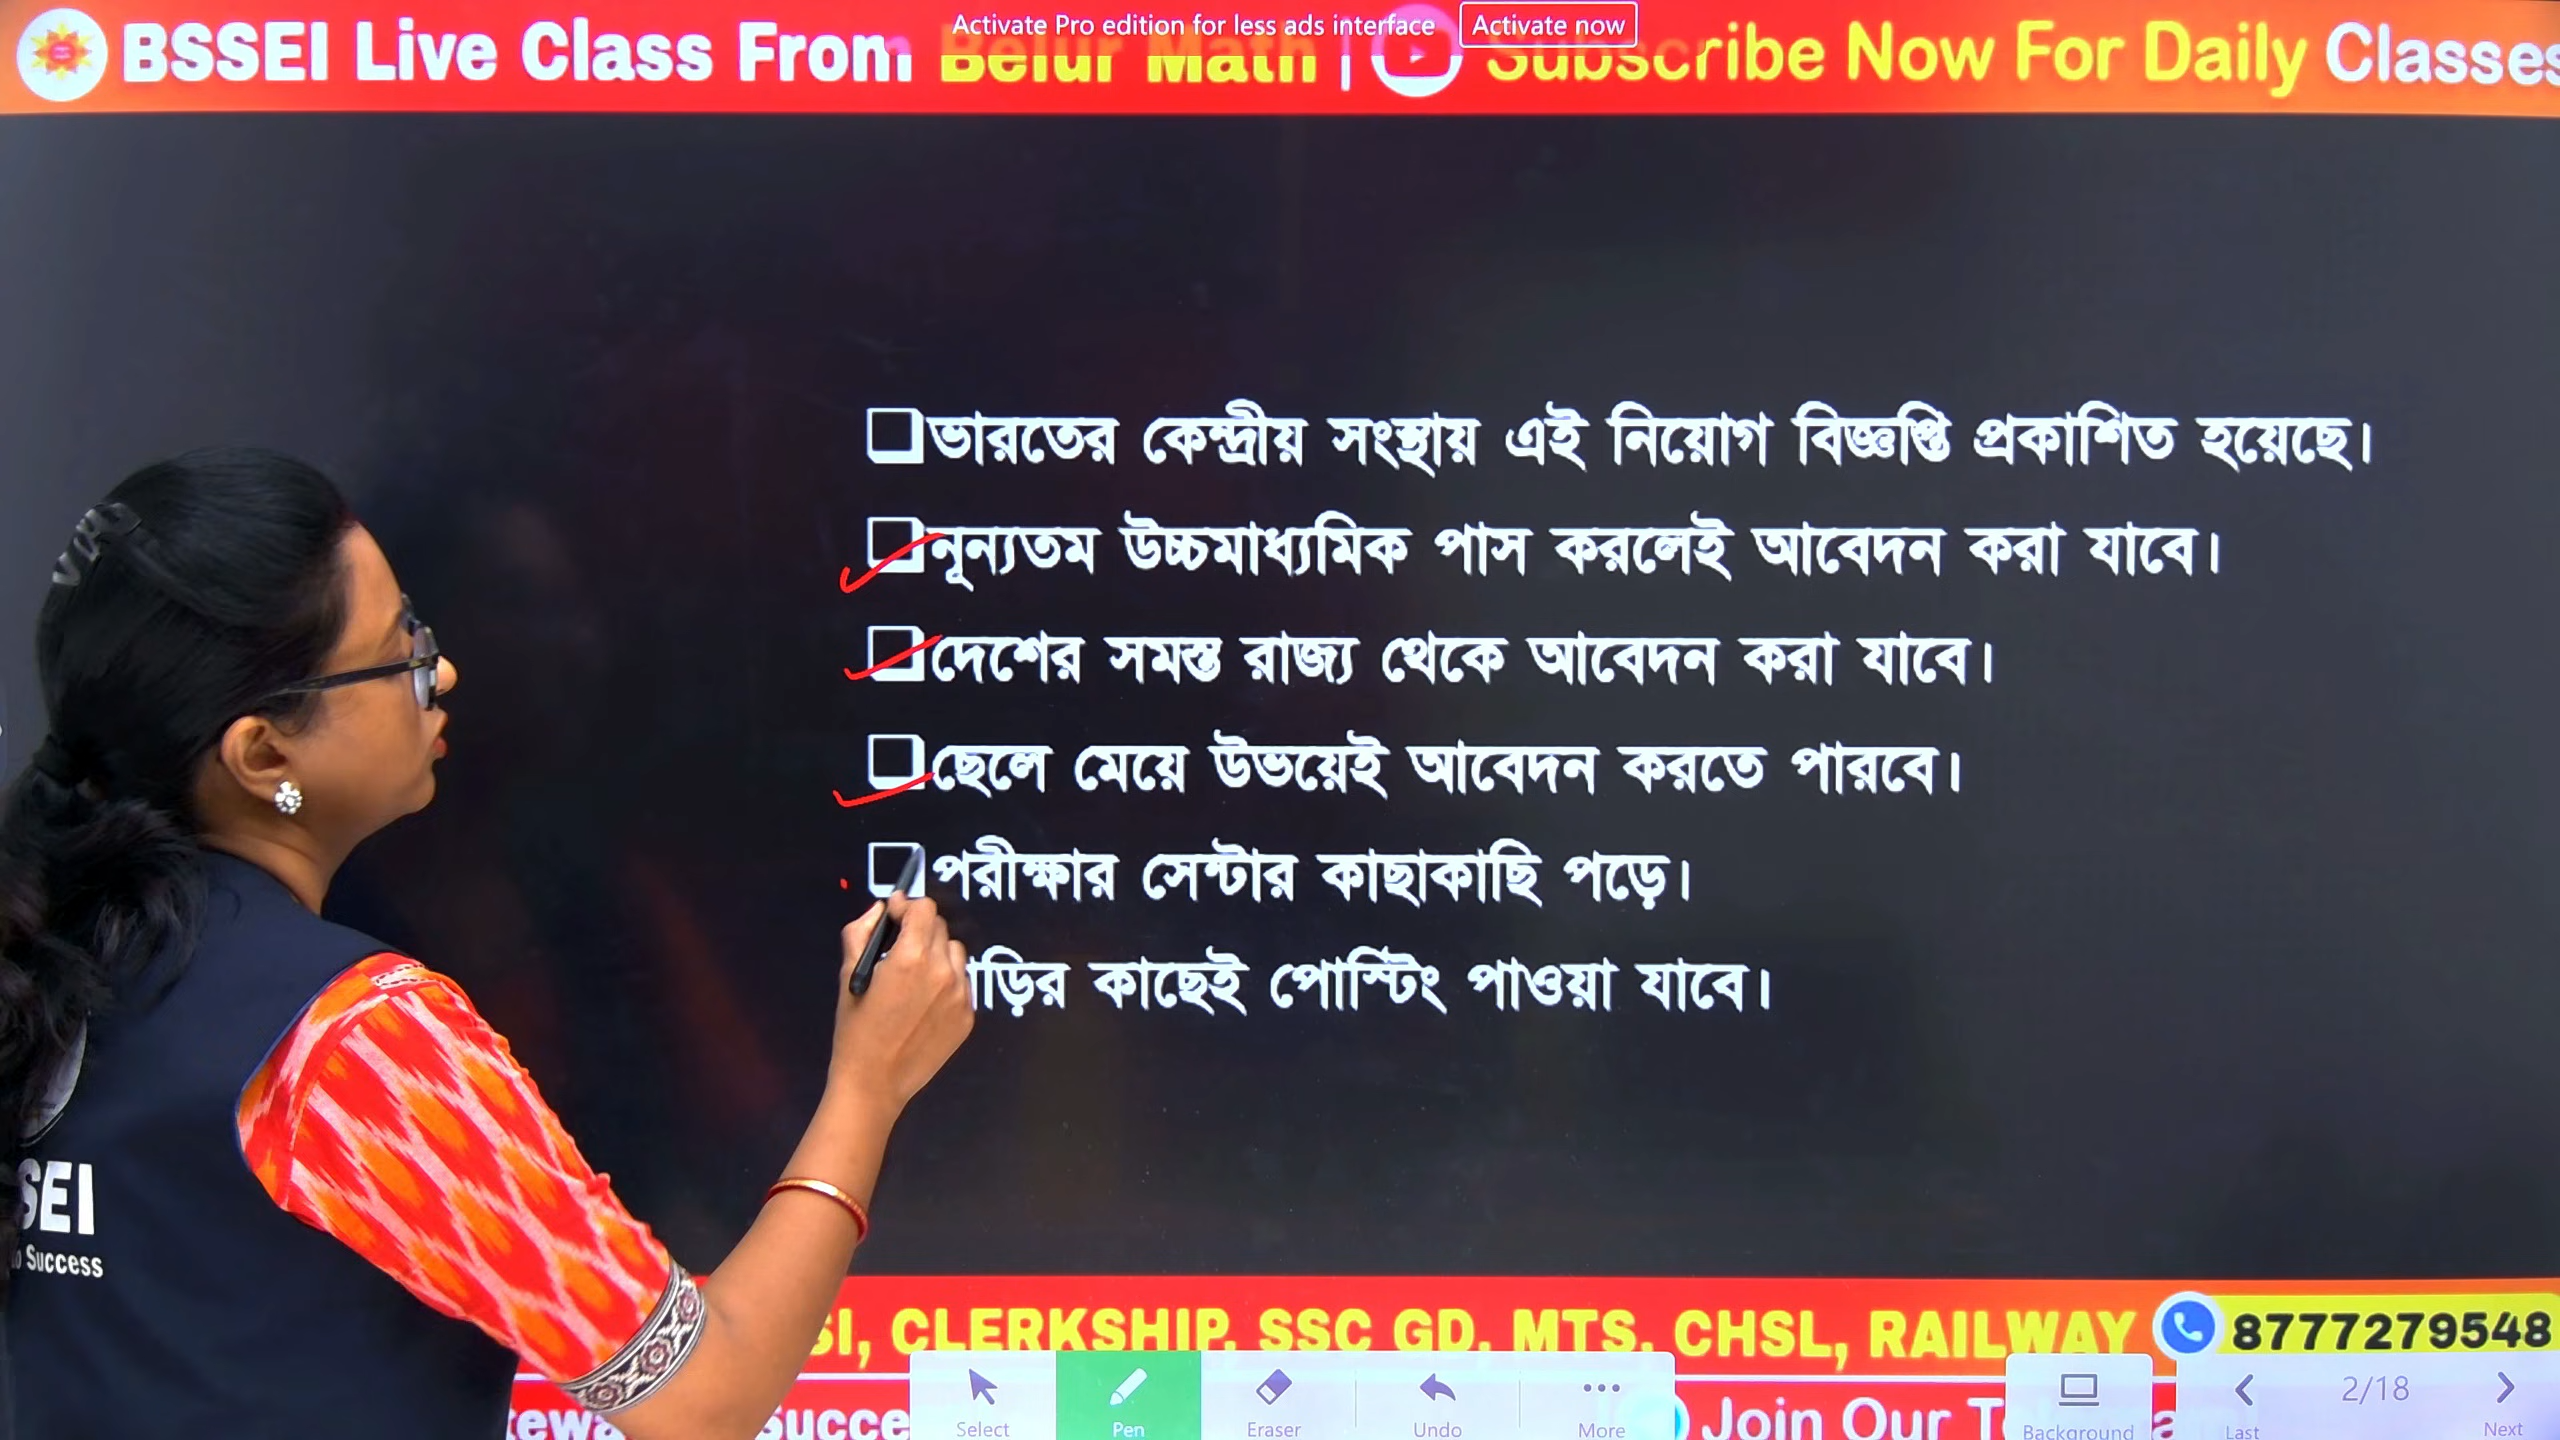 BSSEI Live Class From Belur Math | Subscribe Now For Daily Classes
Activate Pro edition for less ads interface Activate now
ভারতের কেন্দ্রীয় সংস্থায় এই নিয়োগ বিজ্ঞপ্তি প্রকাশিত হয়েছে।
নূন্যতম উচ্চমাধ্যমিক পাস করলেই আবেদন করা যাবে।
দেশের সমস্ত রাজ্য থেকে আবেদন করা যাবে।
ছেলে মেয়ে উভয়েই আবেদন করতে পারবে।
পরীক্ষার সেন্টার কাছাকাছি পড়ে।
কাছেই পোস্টিং পাওয়া যাবে।
SEI
Success
SI, CLERKSHIP, SSC GD, MTS, CHSL, RAILWAY 8777279548
Join Our
Select Pen Eraser Undo More Background Last 2/18 Next